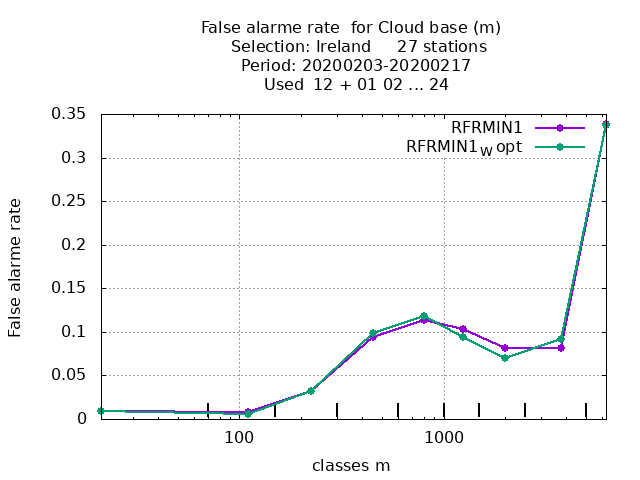 False alarme rate  for Cloud base (m)
Selection: Ireland     27 stations
Period: 20200203-20200217
Used  12 + 01 02 ... 24
RFRMIN1
RFRMIN1W opt
0.35
0.3
0.25
0.2
0.15
0.1
0.05
0
False alarme rate
100
1000
classes m